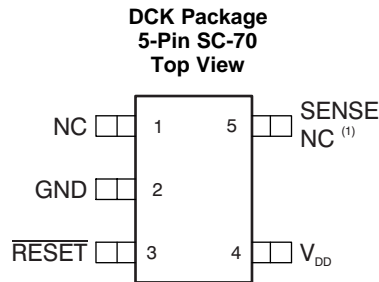 DCK Package
5-Pin SC-70
Top View
NC 1 5 SENSE
NC (1)
GND 2
RESET 3 4 VDD